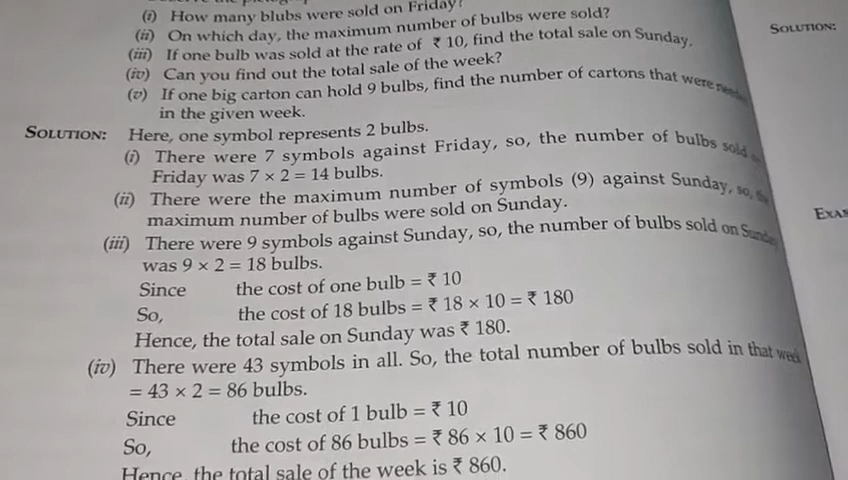 (i) How many blubs were sold on Friday?
(ii) On which day, the maximum number of bulbs were sold?
(iii) If one bulb was sold at the rate of ₹ 10, find the total sale on Sunday.
(iv) Can you find out the total sale of the week?
(v) If one big carton can hold 9 bulbs, find the number of cartons that were
in the given week.
SOLUTION: Here, one symbol represents 2 bulbs.
(i) There were 7 symbols against Friday, so, the number of bulbs sold
Friday was 7 × 2 = 14 bulbs.
(ii) There were the maximum number of symbols (9) against Sunday, so, the
maximum number of bulbs were sold on Sunday.
(iii) There were 9 symbols against Sunday, so, the number of bulbs sold on Sunday
was 9 × 2 = 18 bulbs.
Since the cost of one bulb = ₹ 10
So, the cost of 18 bulbs = ₹ 18 × 10 = ₹ 180
Hence, the total sale on Sunday was ₹ 180.
(iv) There were 43 symbols in all. So, the total number of bulbs sold in that week
= 43 × 2 = 86 bulbs.
Since the cost of 1 bulb = ₹ 10
So, the cost of 86 bulbs = ₹ 86 × 10 = ₹ 860
Hence, the total sale of the week is ₹ 860.
SOLUTION: